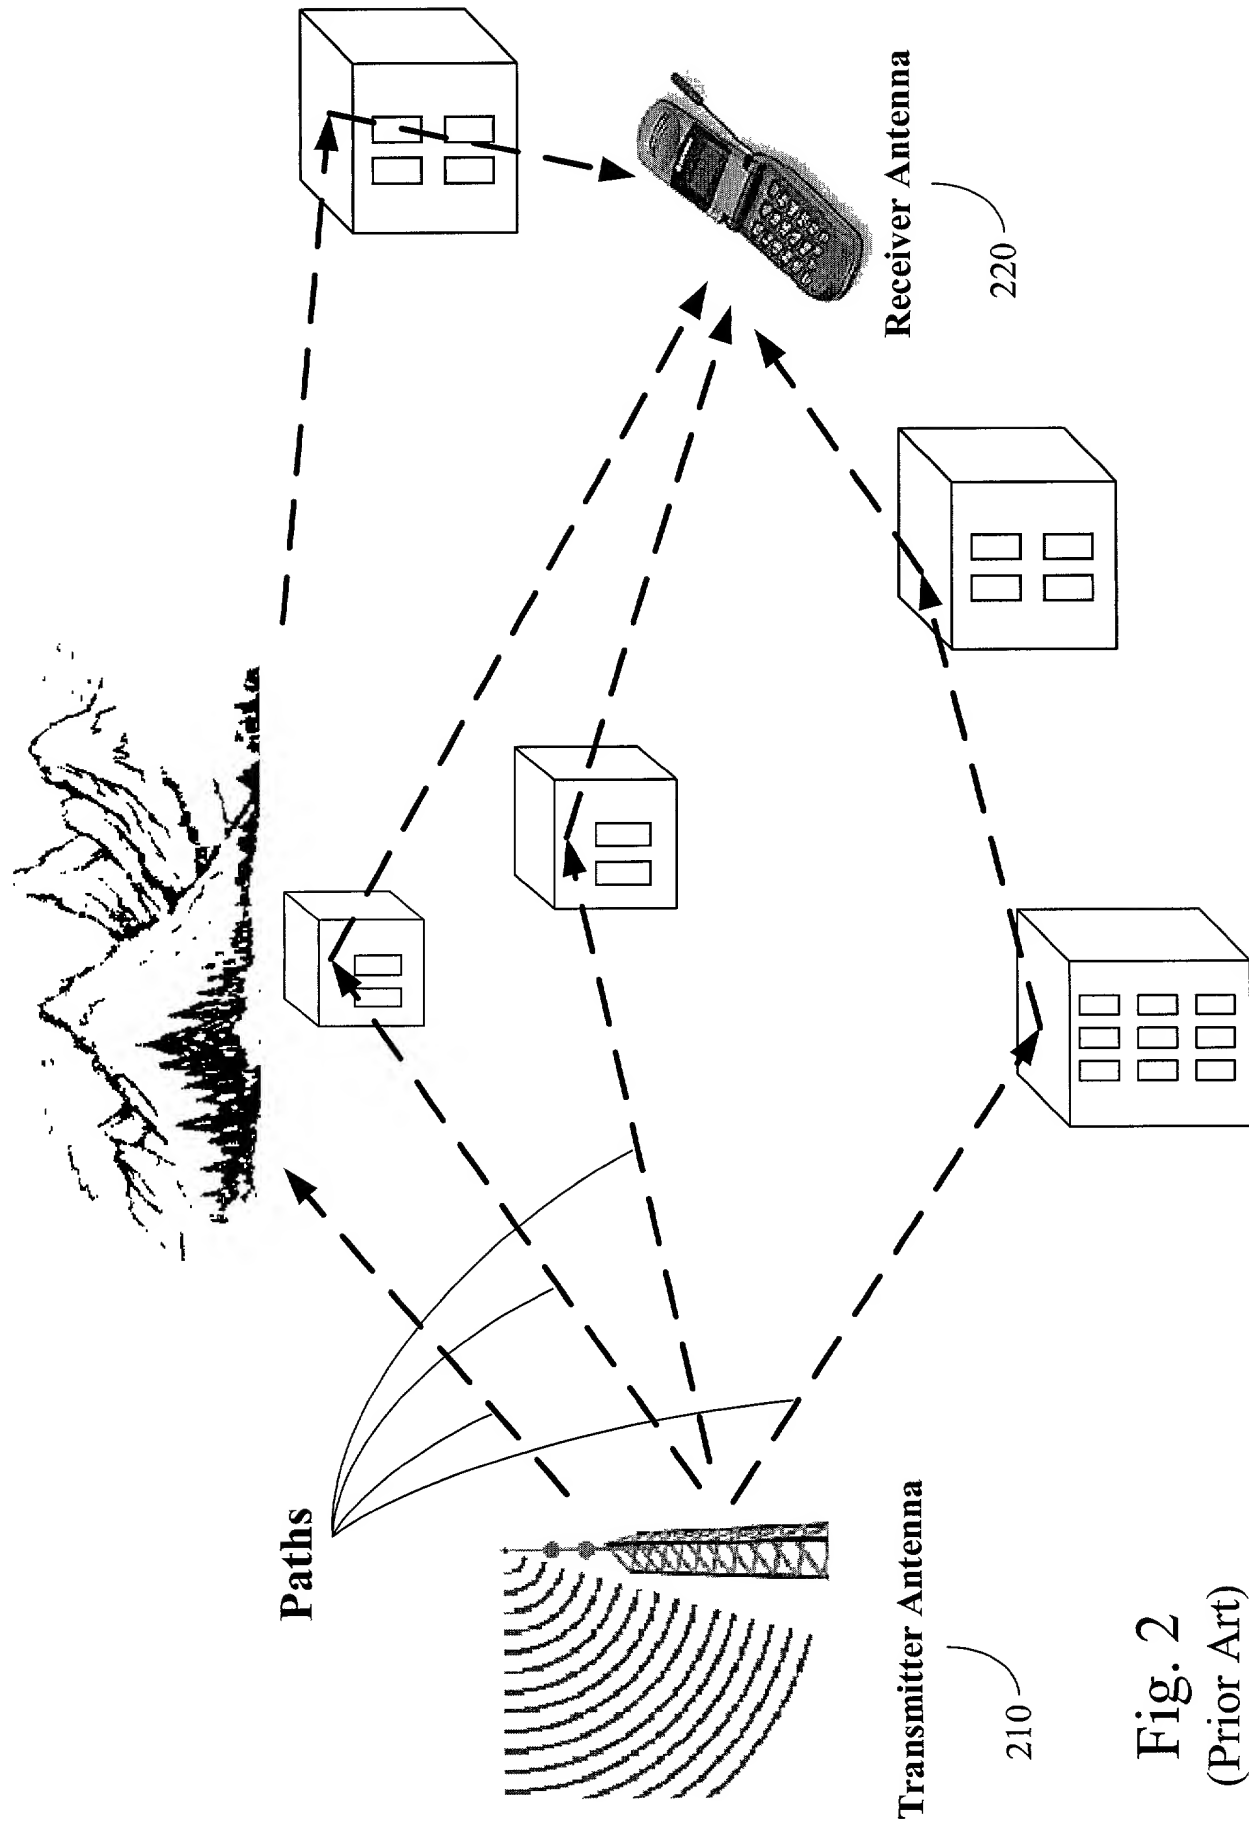 Paths
Transmitter Antenna
210
Receiver Antenna
220
Fig. 2
(Prior Art)